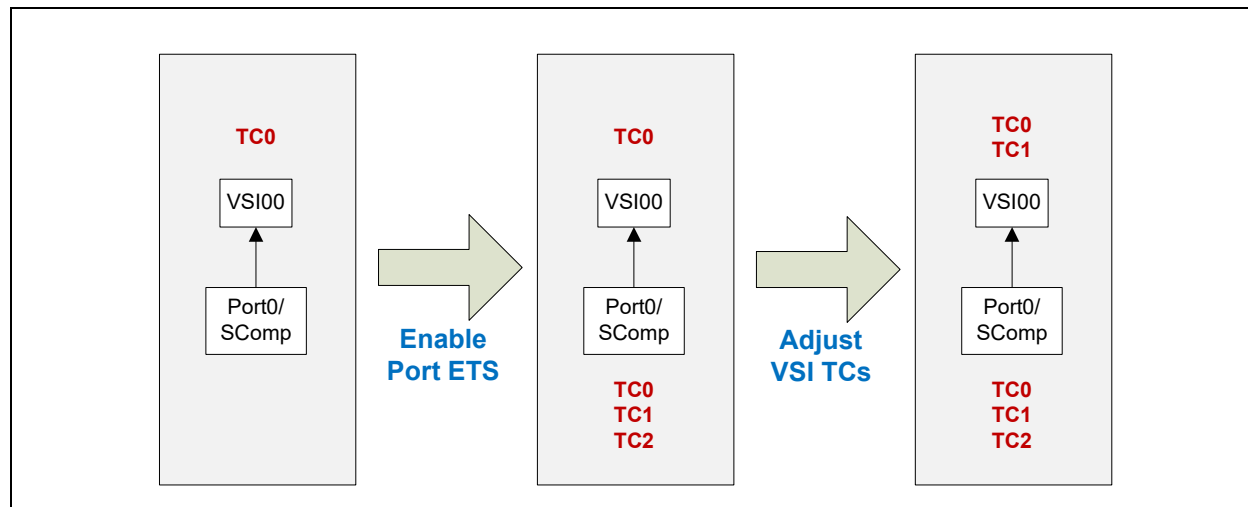 TC0
VSI00
Port0/
SComp
Enable
Port ETS
TC0
VSI00
Port0/
SComp
TC0
TC1
TC2
Adjust
VSI TCs
TC0
TC1
VSI00
Port0/
SComp
TC0
TC1
TC2